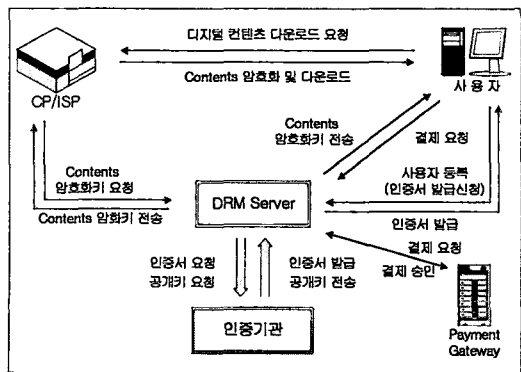 디지털 컨텐츠 다운로드 요청
Contents 암호화 및 다운로드
CP/ISP
사 용 자
Contents
암호화키 전송
결제 요청
Contents
암호화키 요청
Contents 암화키 전송
사용자 등록
(인증서 발급신청)
DRM Server
인증서 발급
결제 요청
결제 승인
인증서 요청
공개키 요청
인증서 발급
공개키 전송
인증기관
Payment
Gateway